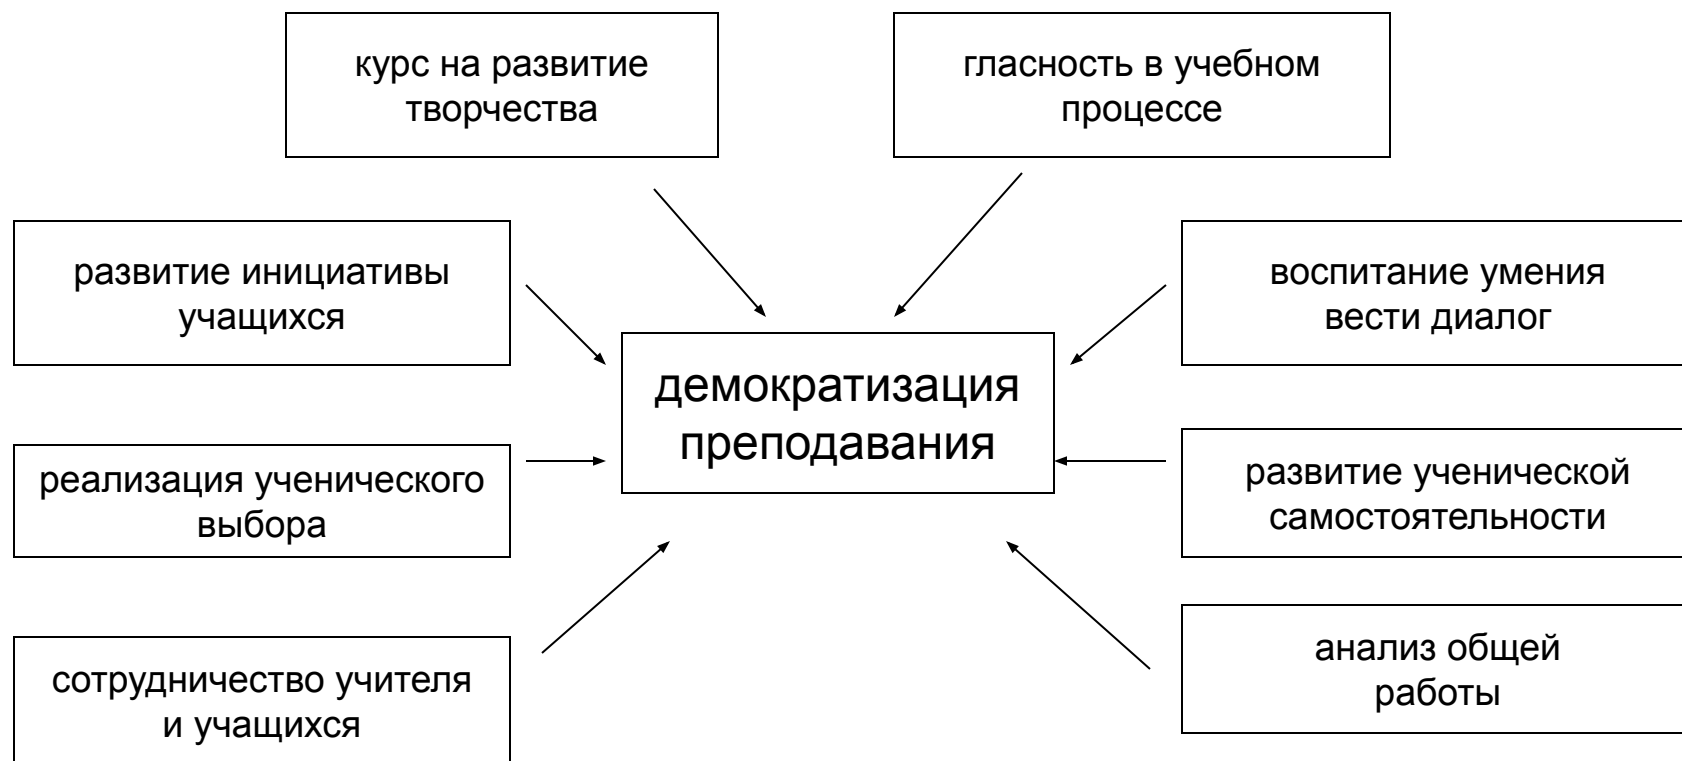 курс на развитие
творчества
гласность в учебном
процессе
развитие инициативы
учащихся
воспитание умения
вести диалог
демократизация
преподавания
реализация ученического
выбора
развитие ученической
самостоятельности
сотрудничество учителя
и учащихся
анализ общей
работы